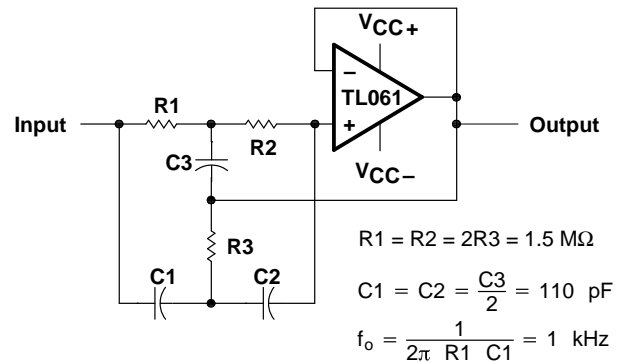 VCC+
−
TL061
R1
Input
R2
+
Output
C3
VCC−
R3
R1 = R2 = 2R3 = 1.5 MΩ
C1
C2
C1 = C2 = C3/2 = 110 pF
fo = 1/2π R1 C1 = 1 kHz